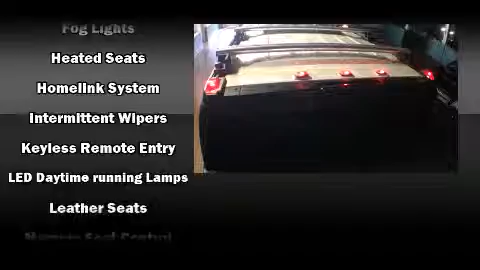 Fog Lights
Heated Seats
Homelink System
Intermittent Wipers
Keyless Remote Entry
LED Daytime running Lamps
Leather Seats